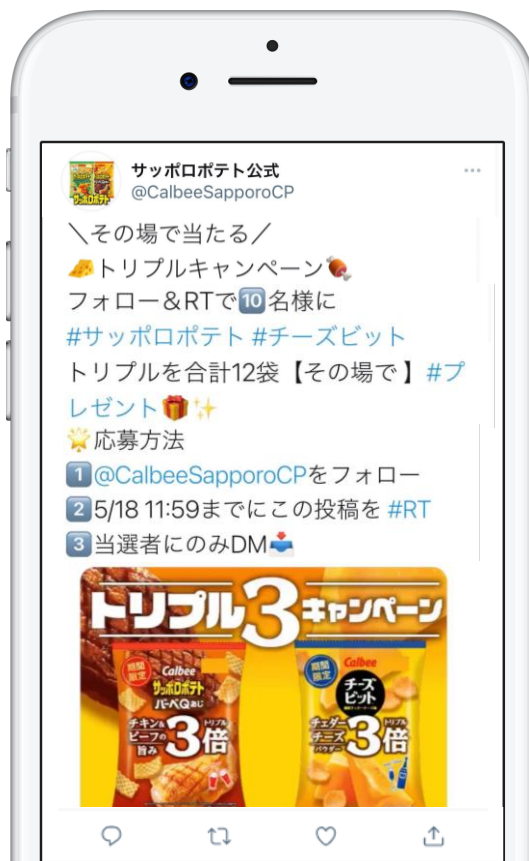 サッポロポテト公式
@CalbeeSapporoCP
＼その場で当たる／
🧀トリプルキャンペーン🍖
フォロー＆RTで🔟名様に
#サッポロポテト #チーズビット
トリプルを合計12袋【その場で 】#プ
レゼント🎁✨
🌟応募方法
1️⃣@CalbeeSapporoCPをフォロー
2️⃣5/18 11:59までにこの投稿を #RT
3️⃣当選者にのみDM📥
トリプル3キャンペーン
期間限定
Calbee
サッポロポテト
バーベQあじ
チキン&ビーフの旨み
トリプル
3倍
期間限定
Calbee
チーズビット
チェダーチーズパウダー
トリプル
3倍